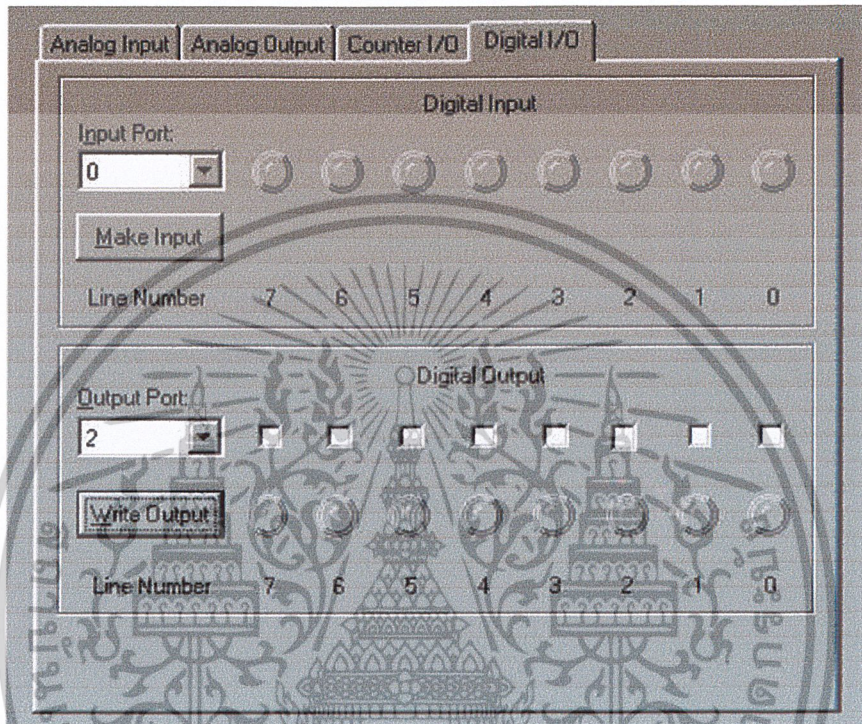 Analog Input Analog Output Counter I/O Digital I/O
Digital Input
Input Port:
0
Make Input
Line Number 7 6 5 4 3 2 1 0
Digital Output
Output Port:
2
Write Output
Line Number 7 6 5 4 3 2 1 0